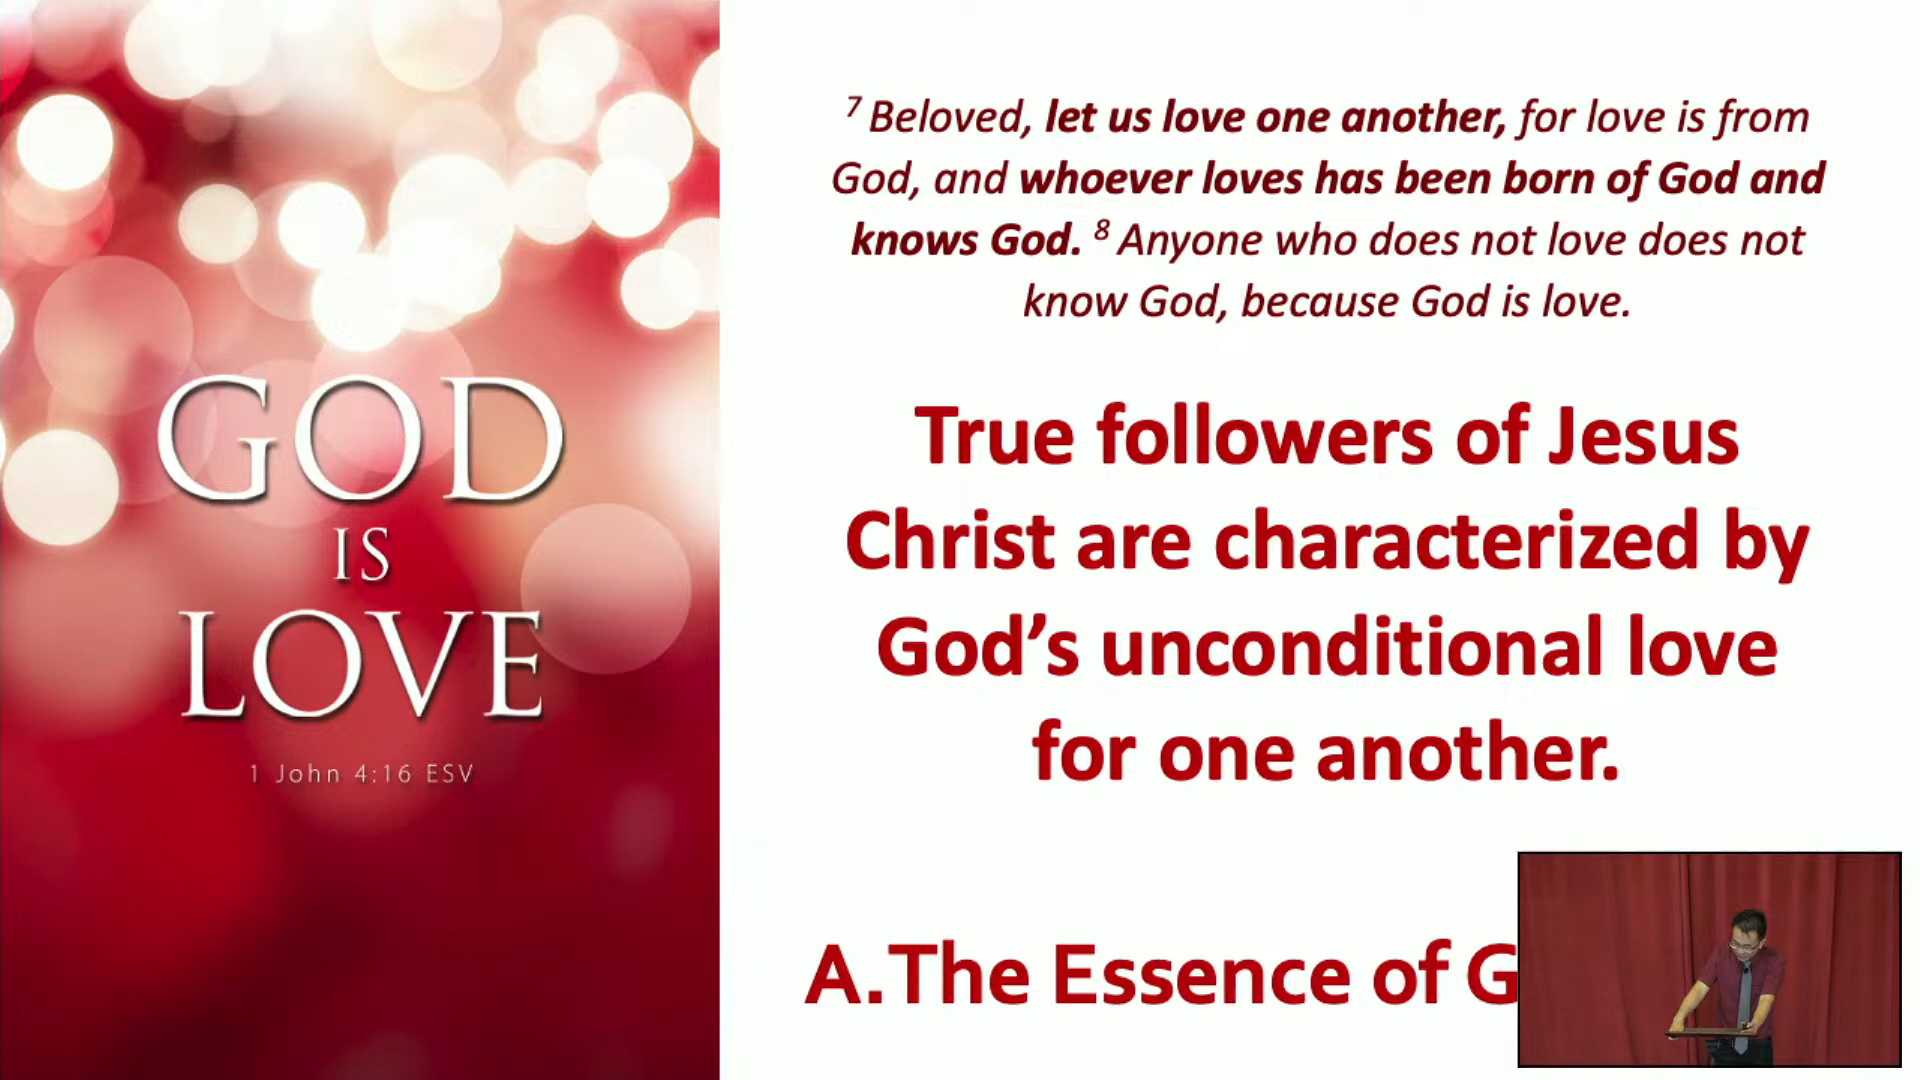 GOD
IS
LOVE
1 John 4:16 ESV
7 Beloved, let us love one another, for love is from
God, and whoever loves has been born of God and
knows God. 8 Anyone who does not love does not
know God, because God is love.
True followers of Jesus
Christ are characterized by
God’s unconditional love
for one another.
A.The Essence of